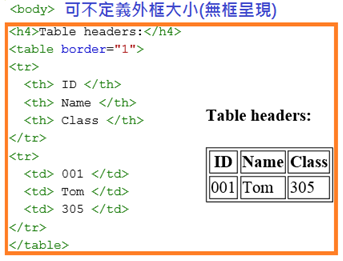 <body> 可不定義外框大小(無框呈現)
<h4>Table headers:</h4>
<table border="1">
<tr>
<th> ID </th>
<th> Name </th>
<th> Class </th>
</tr>
<tr>
<td> 001 </td>
<td> Tom </td>
<td> 305 </td>
</tr>
</table>
Table headers:
ID Name Class
001 Tom 305